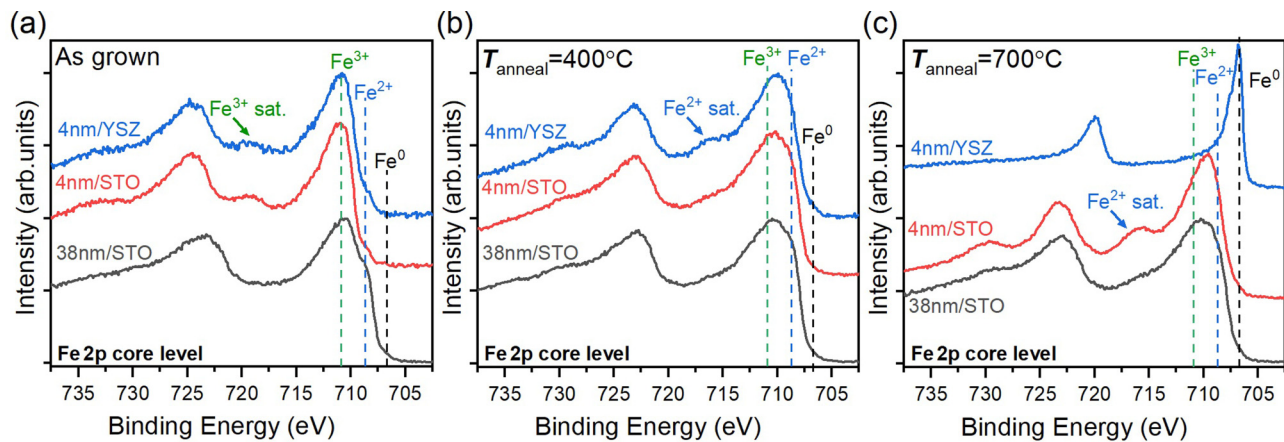 (a)
As grown
Fe³⁺
Fe²⁺
Fe³⁺ sat.
Fe⁰
4nm/YSZ
4nm/STO
38nm/STO
Fe 2p core level
Intensity (arb.units)
735 730 725 720 715 710 705
Binding Energy (eV)
(b)
Tanneal=400°C
Fe³⁺
Fe²⁺
Fe²⁺ sat.
Fe⁰
4nm/YSZ
4nm/STO
38nm/STO
Fe 2p core level
Intensity (arb.units)
735 730 725 720 715 710 705
Binding Energy (eV)
(c)
Tanneal=700°C
Fe³⁺
Fe²⁺
Fe⁰
4nm/YSZ
Fe²⁺ sat.
4nm/STO
38nm/STO
Fe 2p core level
Intensity (arb.units)
735 730 725 720 715 710 705
Binding Energy (eV)